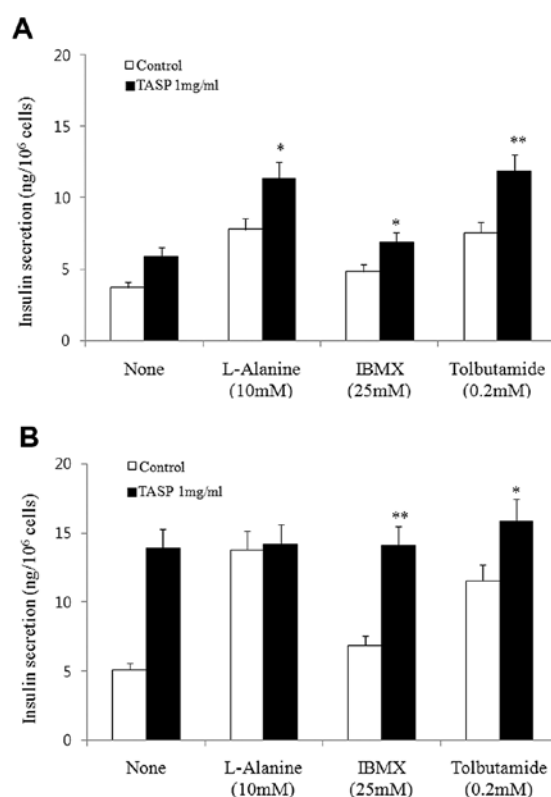 A
20
Control
TASP 1mg/ml
15
10
5
0
Insulin secretion (ng/10⁶ cells)
*
*
**
None
L-Alanine
(10mM)
IBMX
(25mM)
Tolbutamide
(0.2mM)
B
20
Control
TASP 1mg/ml
15
10
5
0
Insulin secretion (ng/10⁶ cells)
**
*
None
L-Alanine
(10mM)
IBMX
(25mM)
Tolbutamide
(0.2mM)